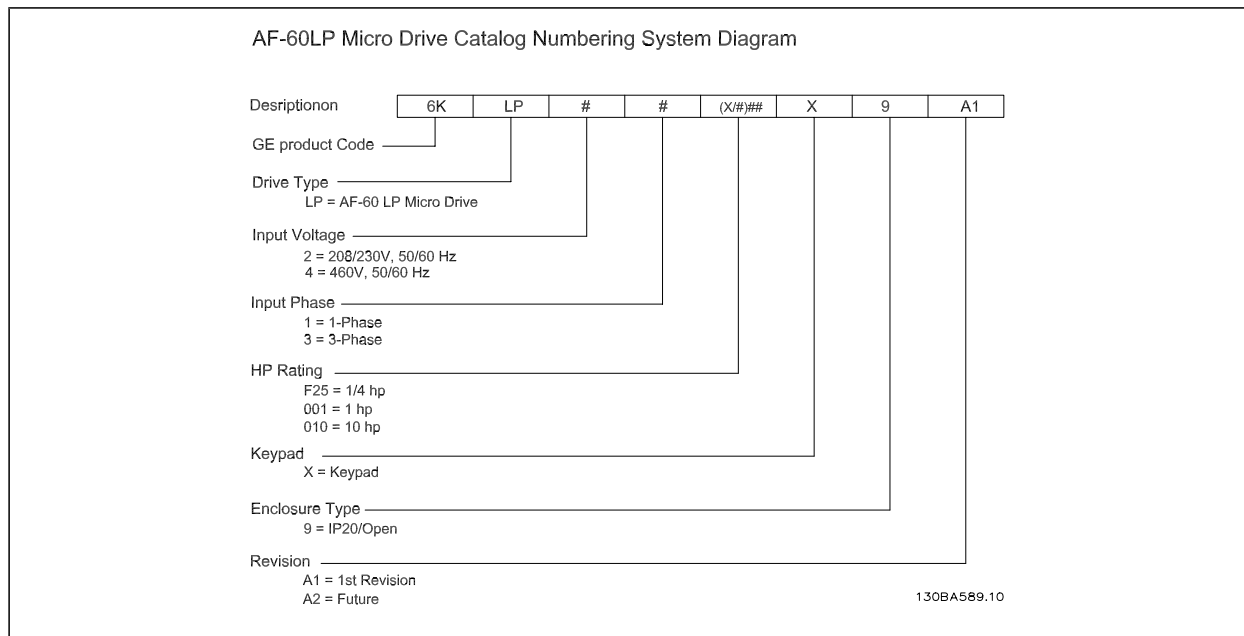 AF-60LP Micro Drive Catalog Numbering System Diagram
Desriptionon 6K LP # # (X/#)## X 9 A1
GE product Code
Drive Type
LP = AF-60 LP Micro Drive
Input Voltage
2 = 208/230V, 50/60 Hz
4 = 460V, 50/60 Hz
Input Phase
1 = 1-Phase
3 = 3-Phase
HP Rating
F25 = 1/4 hp
001 = 1 hp
010 = 10 hp
Keypad
X = Keypad
Enclosure Type
9 = IP20/Open
Revision
A1 = 1st Revision
A2 = Future
130BA589.10